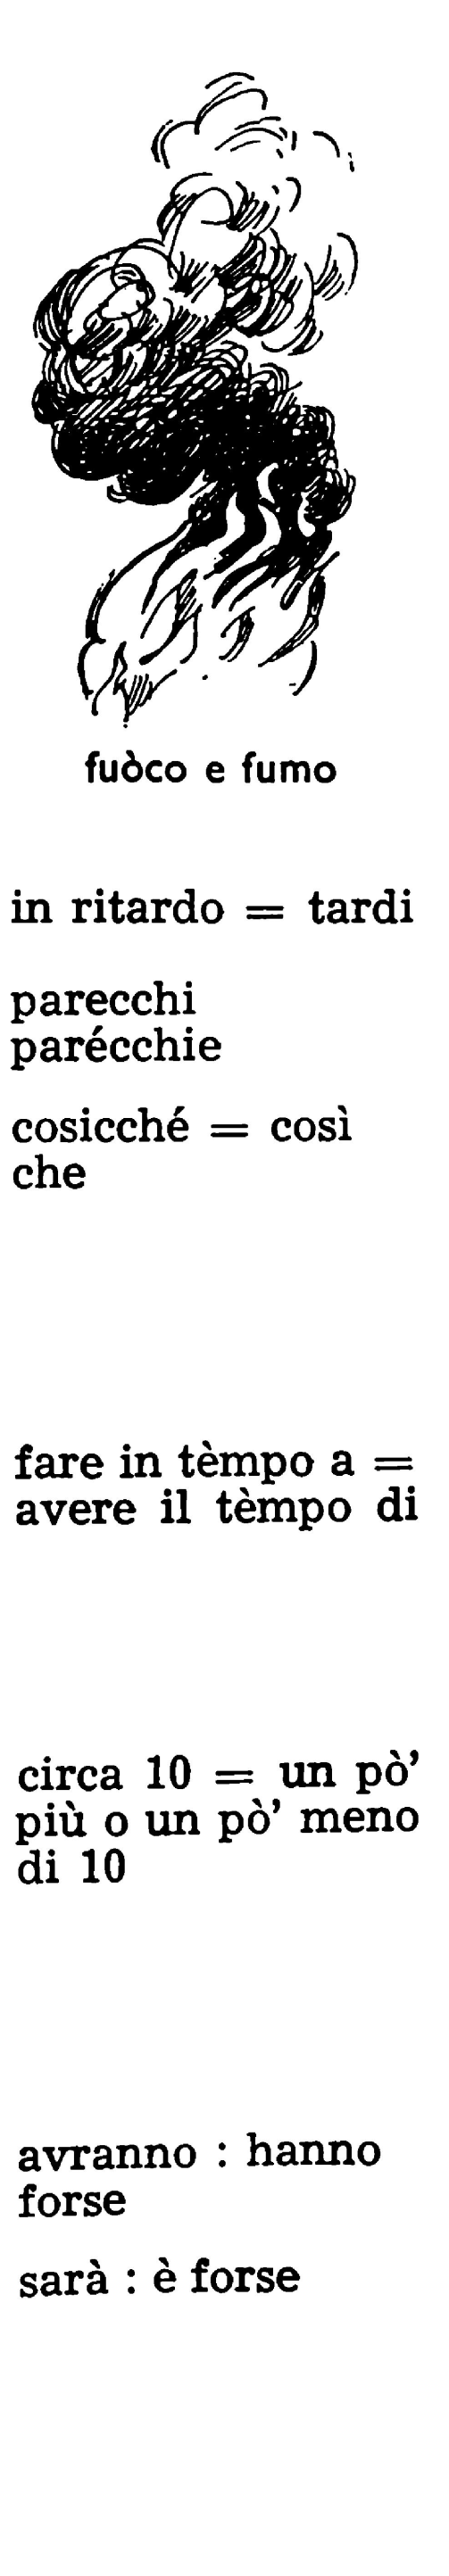 fuòco e fumo
in ritardo = tardi
parecchi
parécchie
cosicché = così
che
fare in tèmpo a =
avere il tèmpo di
circa 10 = un pò’
più o un pò’ meno
di 10
avranno : hanno
forse
sarà : è forse